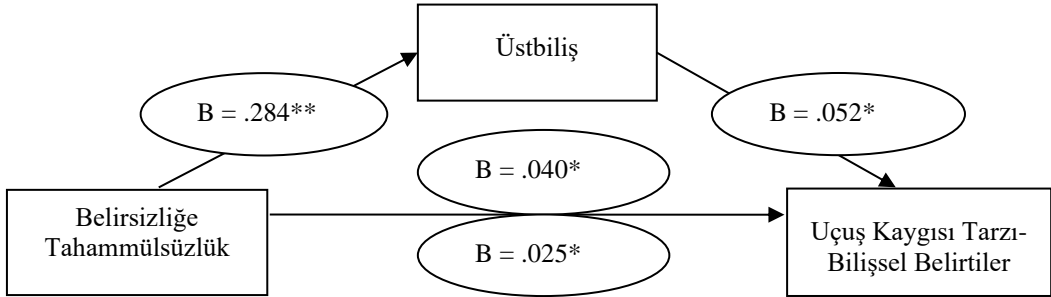 Üstbiliş
B = .284**
B = .052*
B = .040*
Belirsizliğe
Tahammülsüzlük
B = .025*
Uçuş Kaygısı Tarzı-
Bilişsel Belirtiler